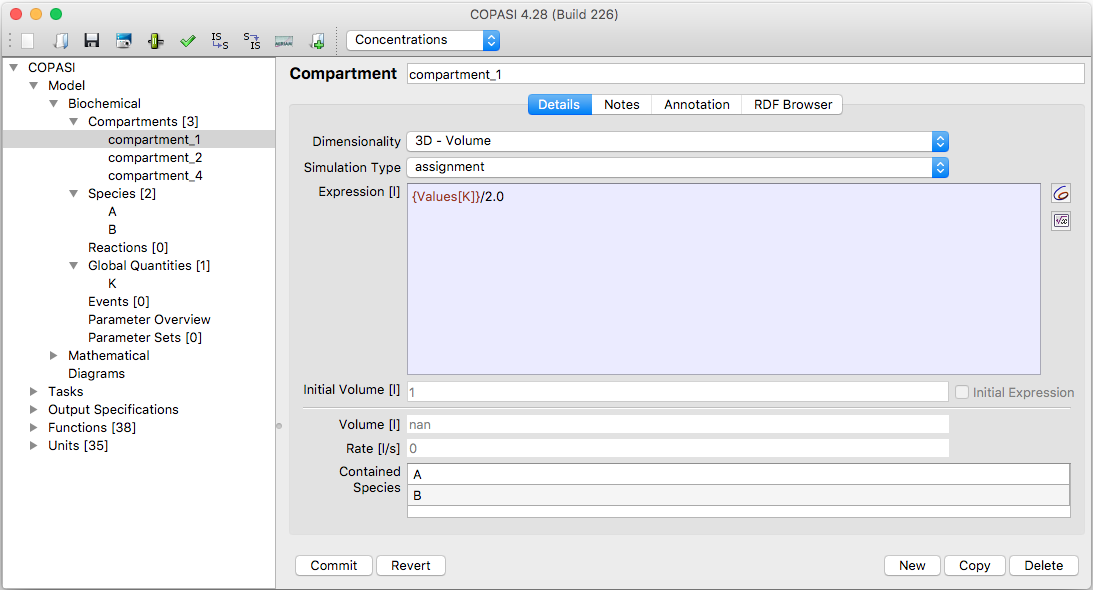 COPASI 4.28 (Build 226)
IS S S IS Concentrations
COPASI
Model
Biochemical
Compartments [3]
compartment_1
compartment_2
compartment_4
Species [2]
A
B
Reactions [0]
Global Quantities [1]
K
Events [0]
Parameter Overview
Parameter Sets [0]
Mathematical
Diagrams
Tasks
Output Specifications
Functions [38]
Units [35]
Compartment compartment_1
Details Notes Annotation RDF Browser
Dimensionality 3D - Volume
Simulation Type assignment
Expression [l] {Values[K]}/2.0
√x
Initial Volume [l] 1 Initial Expression
Volume [l] nan
Rate [l/s] 0
Contained Species
A
B
Commit Revert New Copy Delete